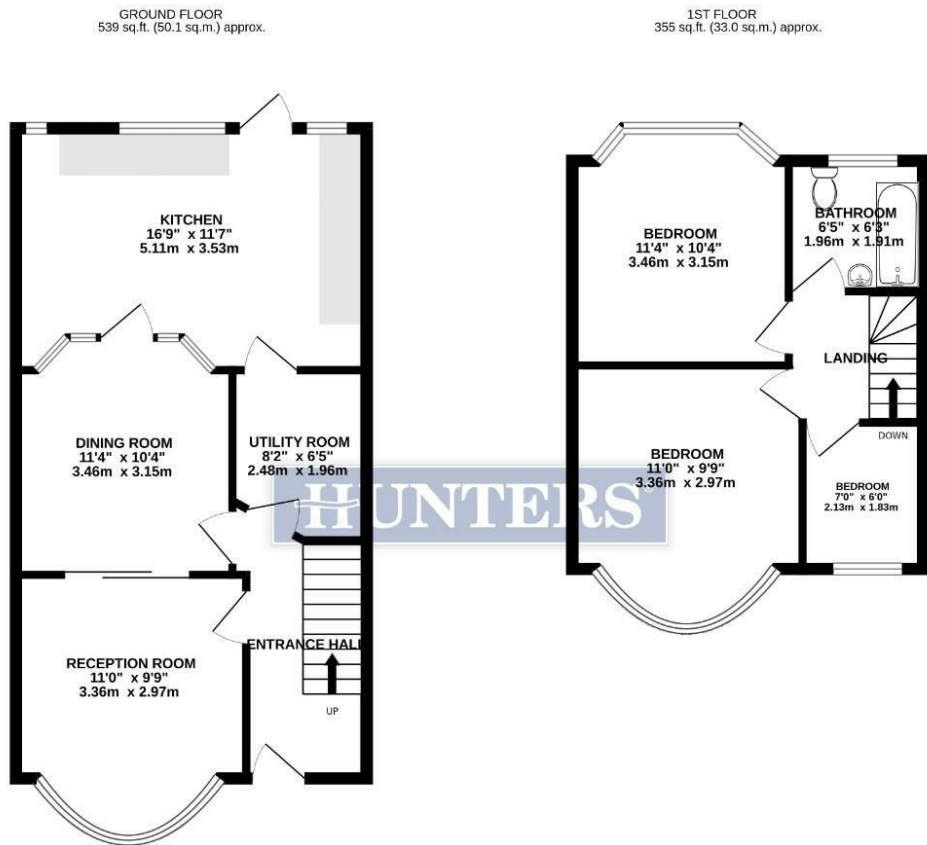 GROUND FLOOR
539 sq.ft. (50.1 sq.m.) approx.
KITCHEN
16'9" x 11'7"
5.11m x 3.53m
DINING ROOM
11'4" x 10'4"
3.46m x 3.15m
UTILITY ROOM
8'2" x 6'5"
2.48m x 1.96m
HUNTERS®
ENTRANCE HALL
RECEPTION ROOM
11'0" x 9'9"
3.36m x 2.97m
UP
1ST FLOOR
355 sq.ft. (33.0 sq.m.) approx.
BEDROOM
11'4" x 10'4"
3.46m x 3.15m
BATHROOM
6'5" x 6'3"
1.96m x 1.91m
LANDING
DOWN
BEDROOM
11'0" x 9'9"
3.36m x 2.97m
BEDROOM
7'0" x 6'0"
2.13m x 1.83m